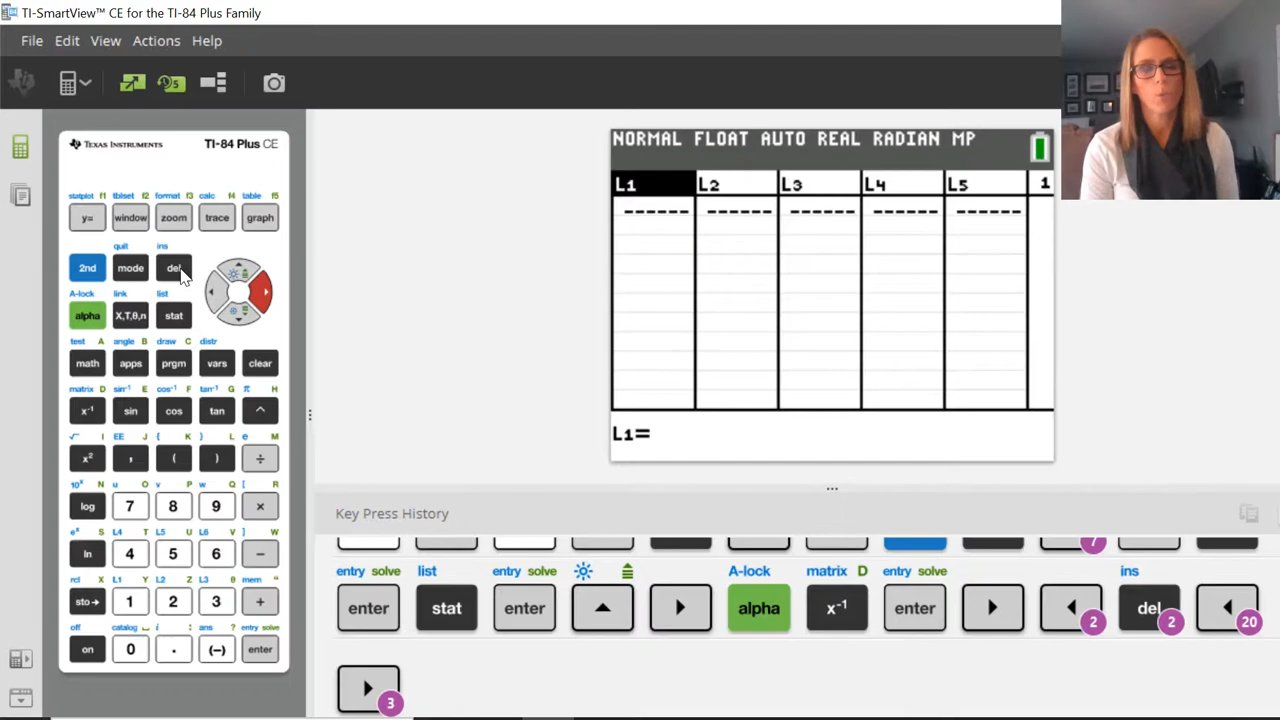 TI-SmartView™ CE for the TI-84 Plus Family
File Edit View Actions Help
TEXAS INSTRUMENTS TI-84 Plus CE
statplot f1 tblset f2 format f3 calc f4 table f5
y= window zoom trace graph
quit ins
2nd mode del
A-lock link list
alpha X,T,θ,n stat
test A angle B draw C distr
math apps prgm vars clear
matrix D sin⁻¹ E cos⁻¹ F tan⁻¹ G π H
x⁻¹ sin cos tan ^
√ I EE J { K } L e M
x² , ( ) ÷
10ˣ N u O v P w Q [ R
log 7 8 9 ×
eˣ S L4 T L5 U L6 V ] W
ln 4 5 6 −
rcl X L1 Y L2 Z L3 θ mem "
sto→ 1 2 3 +
off catalog ⎵ i : ans ? entry solve
on 0 . (−) enter
NORMAL FLOAT AUTO REAL RADIAN MP
L1 L2 L3 L4 L5 1
------ ------ ------ ------ ------
L1=
Key Press History
7
entry solve list entry solve A-lock matrix D entry solve ins
enter stat enter alpha x⁻¹ enter 2 del 2 20
3